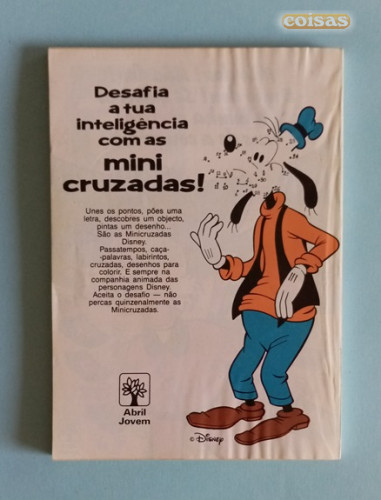 coisas
Desafia
a tua
inteligência
com as
mini
cruzadas!
Unes os pontos, pões uma
letra, descobres um objecto,
pintas um desenho...
São as Minicruzadas
Disney.
Passatempos, caça-
-palavras, labirintos,
cruzadas, desenhos para
colorir. E sempre na
companhia animada das
personagens Disney.
Aceita o desafio — não
percas quinzenalmente as
Minicruzadas.
Abril
Jovem
© Disney